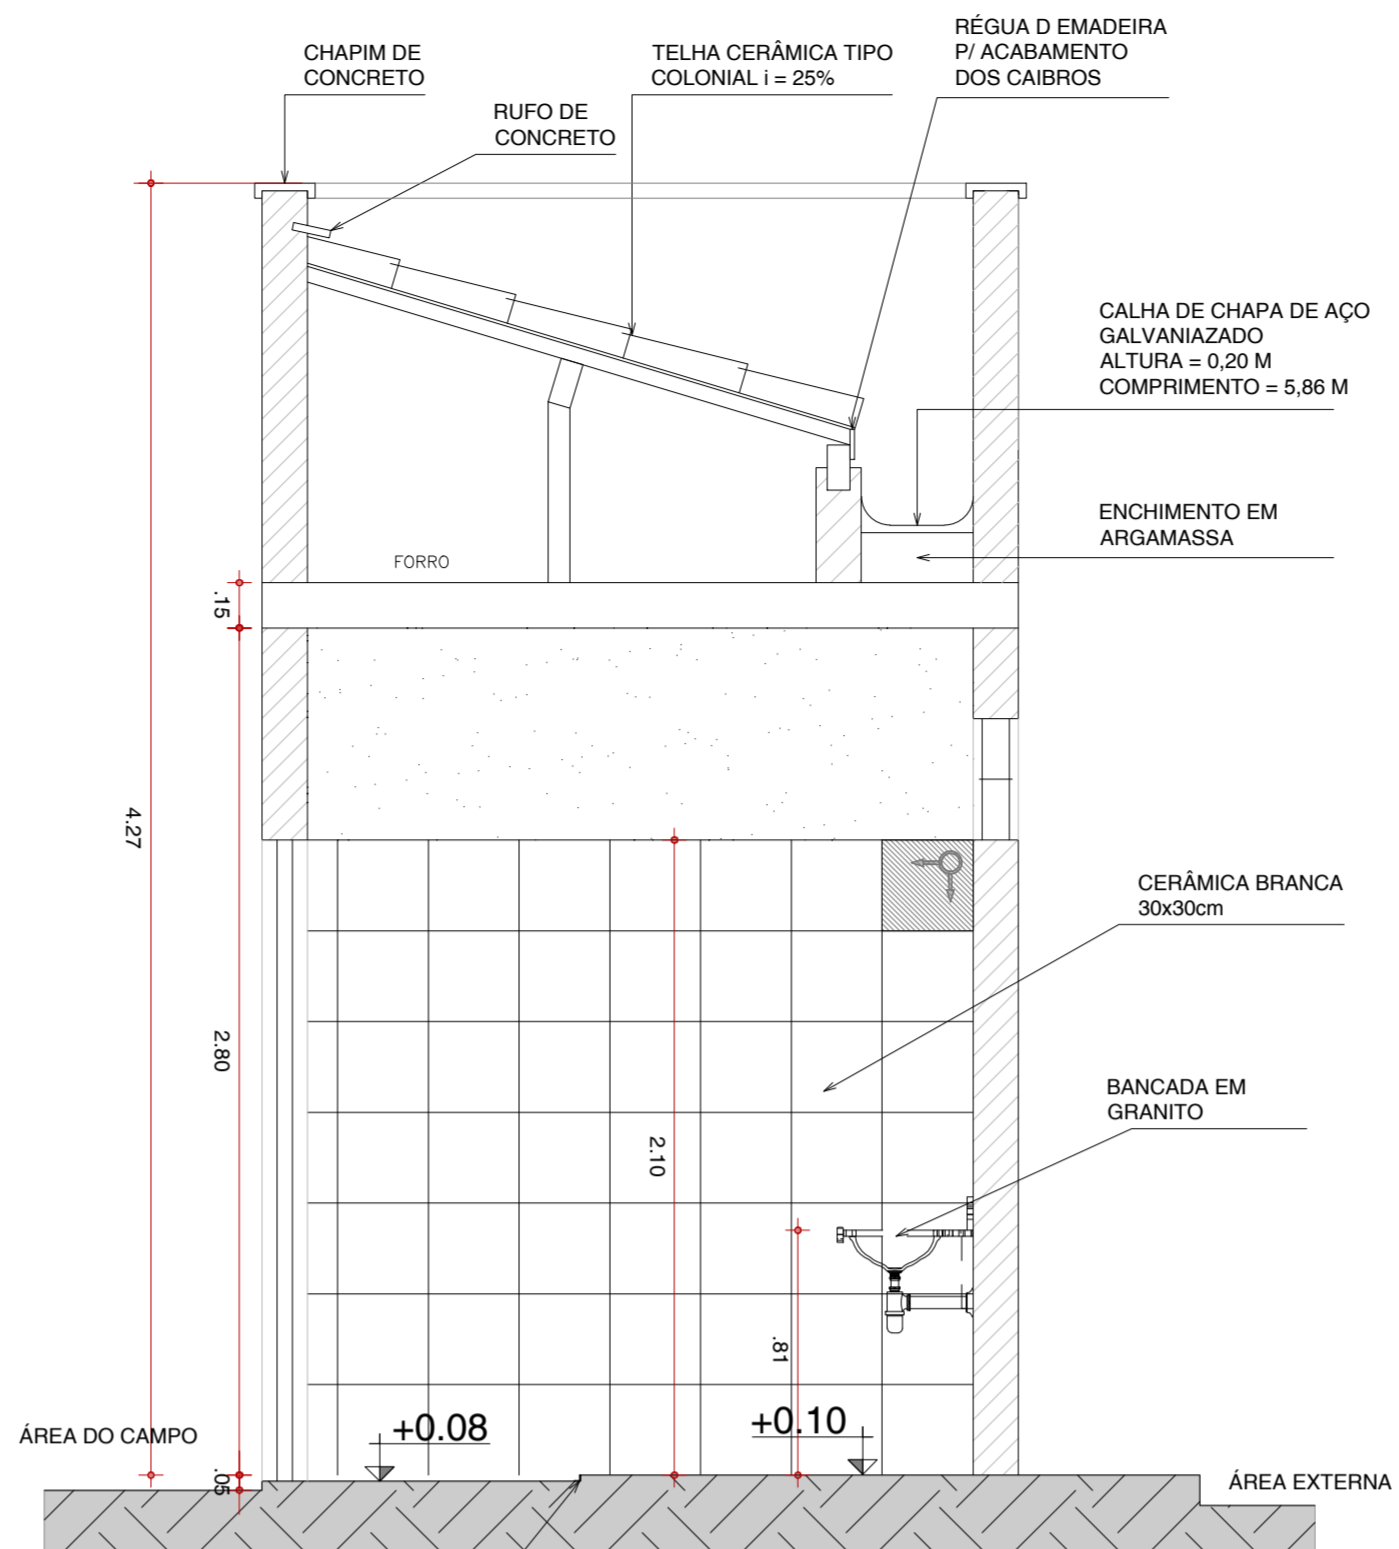 RÉGUA D EMADEIRA
P/ ACABAMENTO
DOS CAIBROS
CHAPIM DE
CONCRETO
TELHA CERÂMICA TIPO
COLONIAL i = 25%
RUFO DE
CONCRETO
CALHA DE CHAPA DE AÇO
GALVANIAZADO
ALTURA = 0,20 M
COMPRIMENTO = 5,86 M
ENCHIMENTO EM
ARGAMASSA
FORRO
.15
4.27
CERÂMICA BRANCA
30x30cm
2.80
BANCADA EM
GRANITO
2.10
.81
+0.08
+0.10
ÁREA DO CAMPO
.05
ÁREA EXTERNA